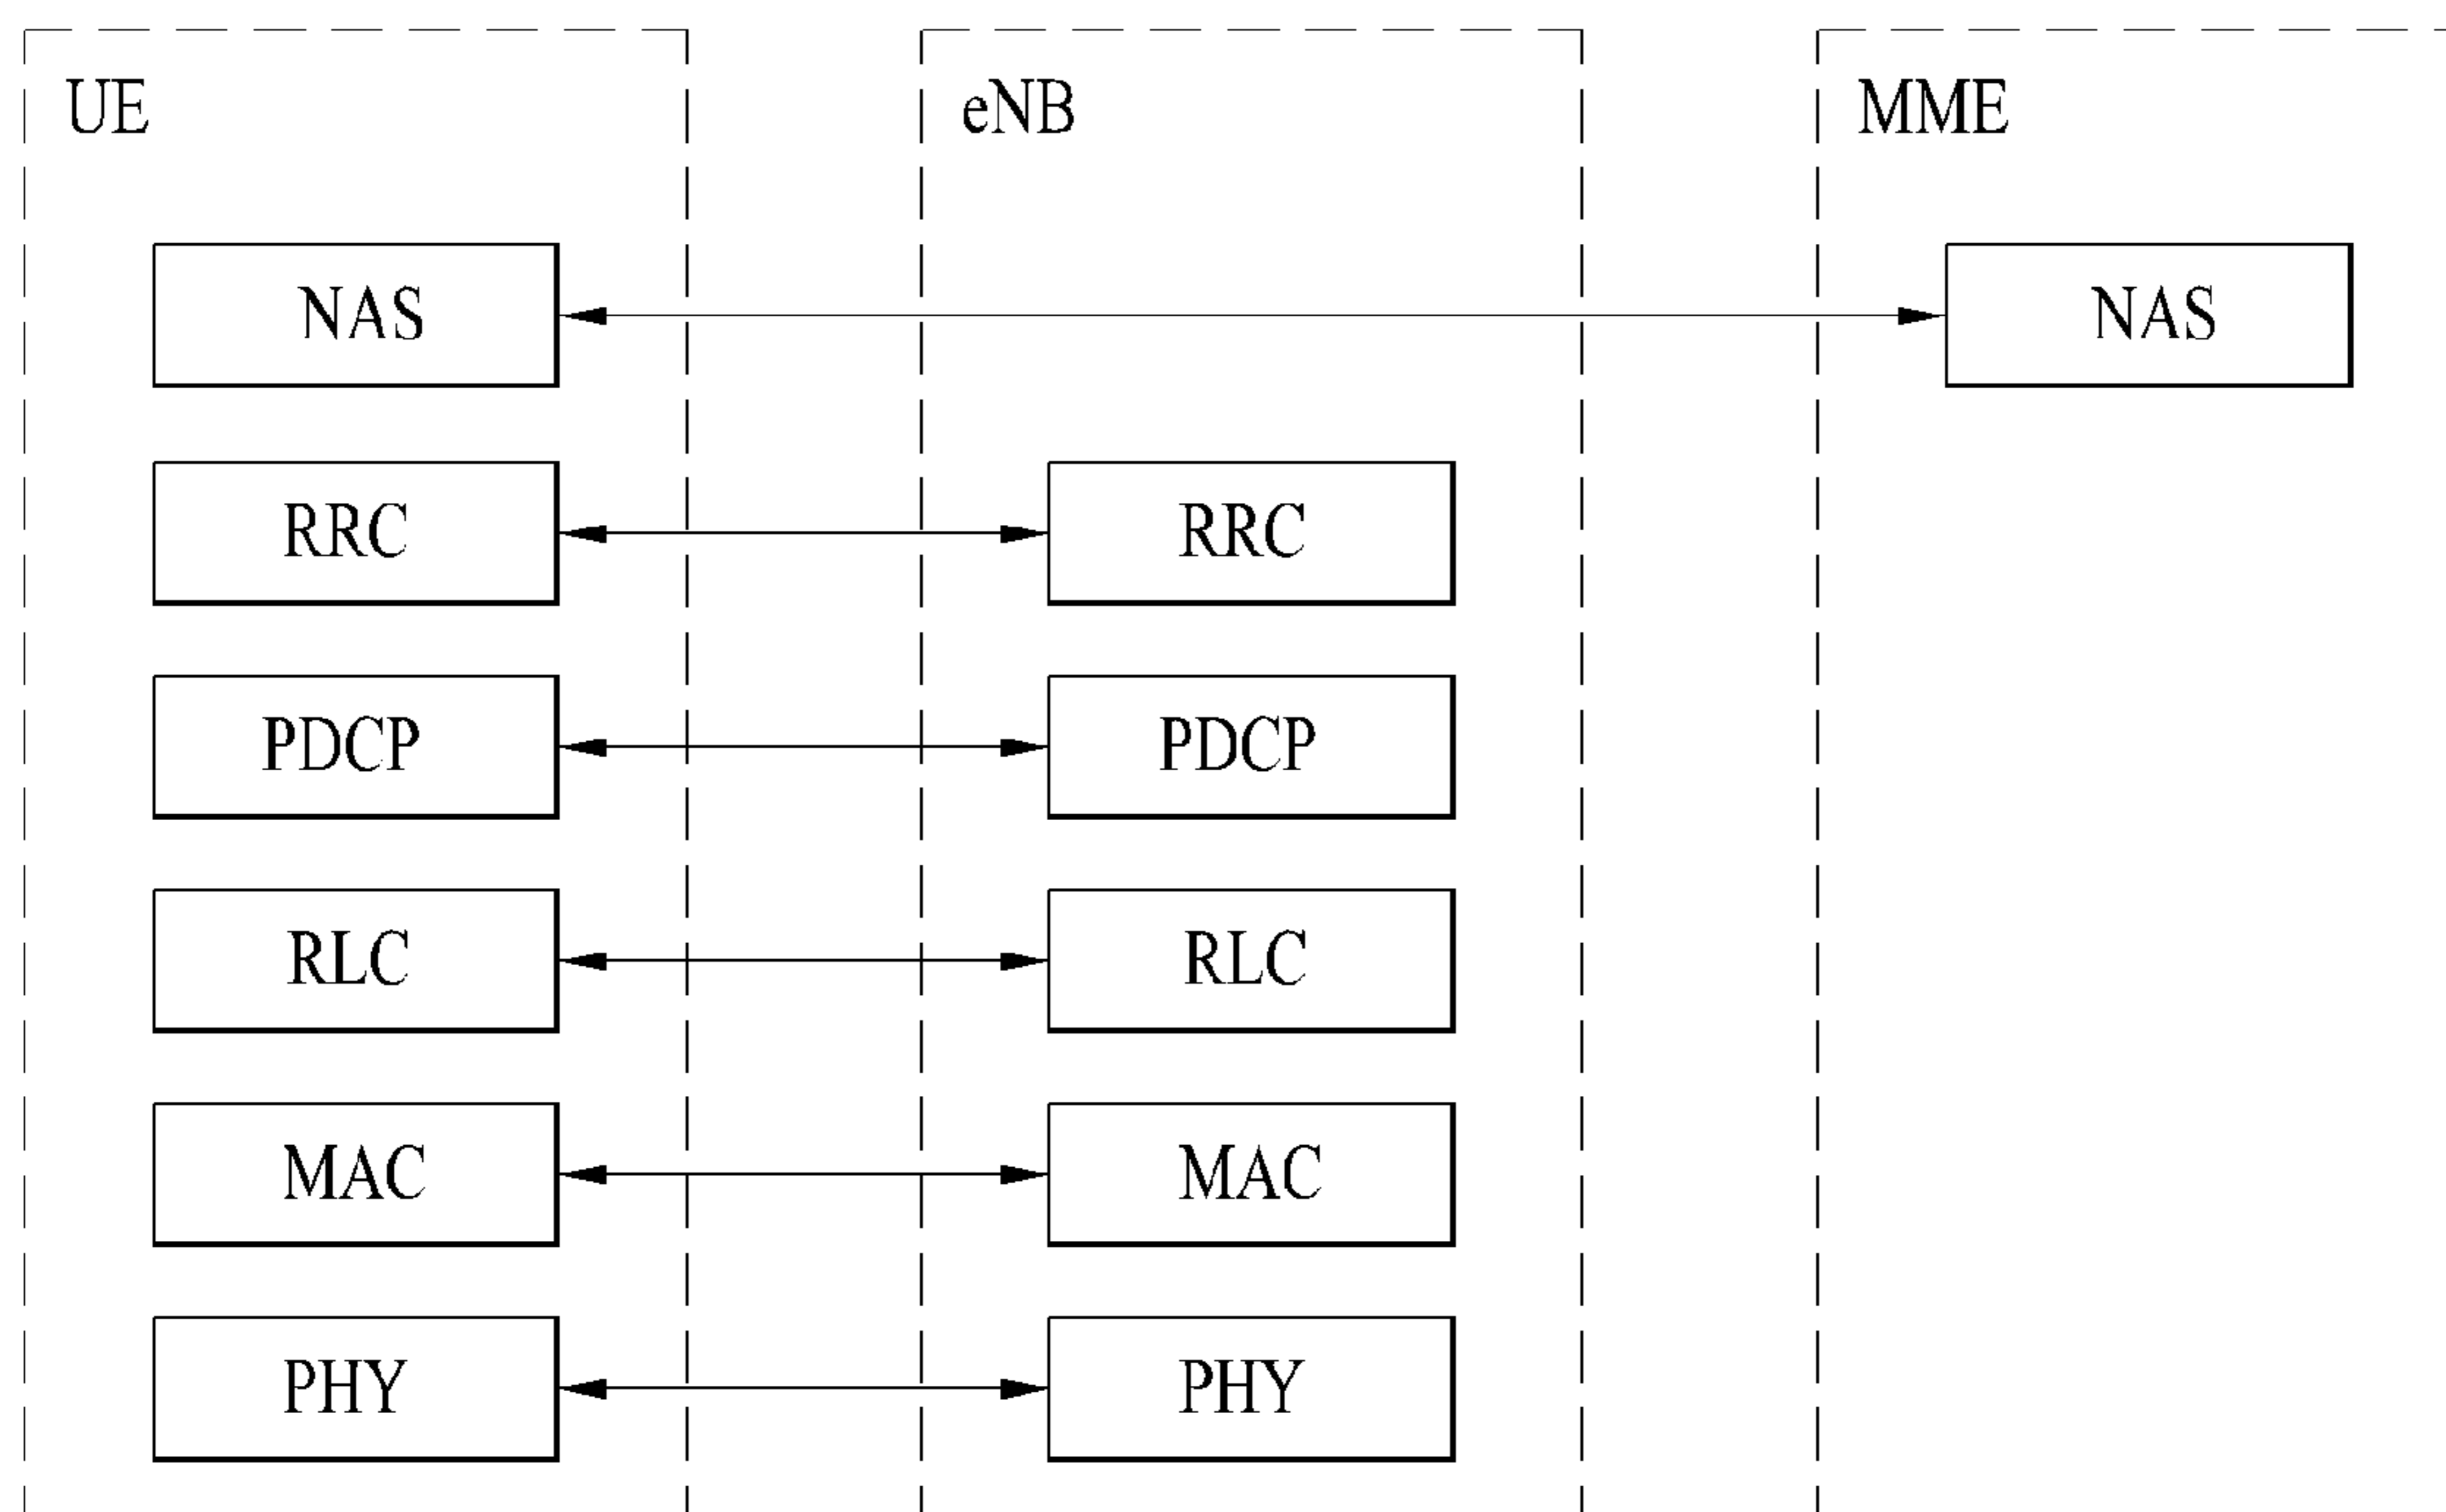 UE
eNB
MME
NAS
NAS
RRC
RRC
PDCP
PDCP
RLC
RLC
MAC
MAC
PHY
PHY